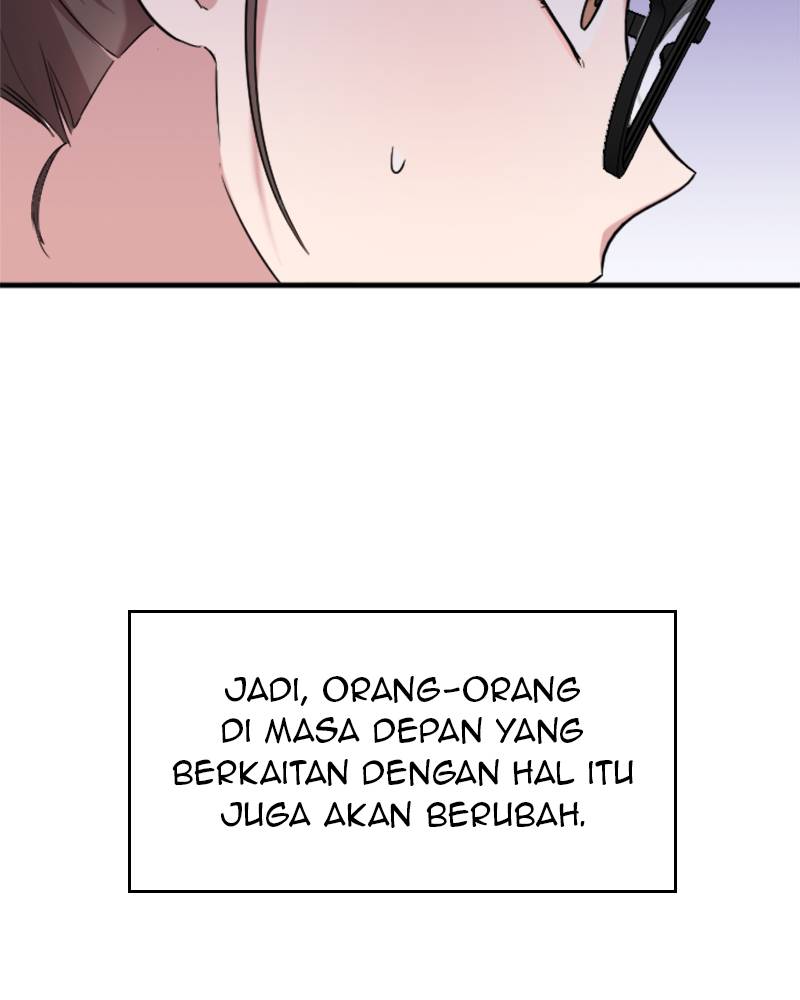 JADI, ORANG-ORANG
DI MASA DEPAN YANG
BERKAITAN DENGAN HAL ITU
JUGA AKAN BERUBAH.